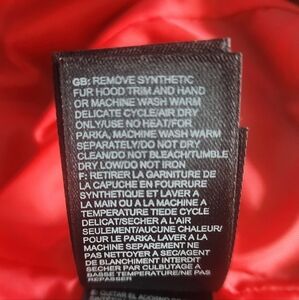 GB: REMOVE SYNTHETIC
FUR HOOD TRIM AND HAND
OR MACHINE WASH WARM
DELICATE CYCLE/AIR DRY
ONLY/USE NO HEAT/FOR
PARKA, MACHINE WASH WARM
SEPARATELY/DO NOT DRY
CLEAN/DO NOT BLEACH/TUMBLE
DRY LOW/DO NOT IRON
F: RETIRER LA GARNITURE DE
LA CAPUCHE EN FOURRURE
SYNTHETIQUE ET LAVER A
LA MAIN OU A LA MACHINE A
TEMPERATURE TIEDE CYCLE
DELICAT/SECHER A L'AIR
SEULEMENT/AUCUNE CHALEUR/
POUR LE PARKA, LAVER A LA
MACHINE SEPAREMENT NE
PAS NETTOYER A SEC/AGENT
DE BLANCHIMENT INTERDIT
SECHER PAR CULBUTAGE A
BASSE TEMPERATURE/NE PAS
REPASSER